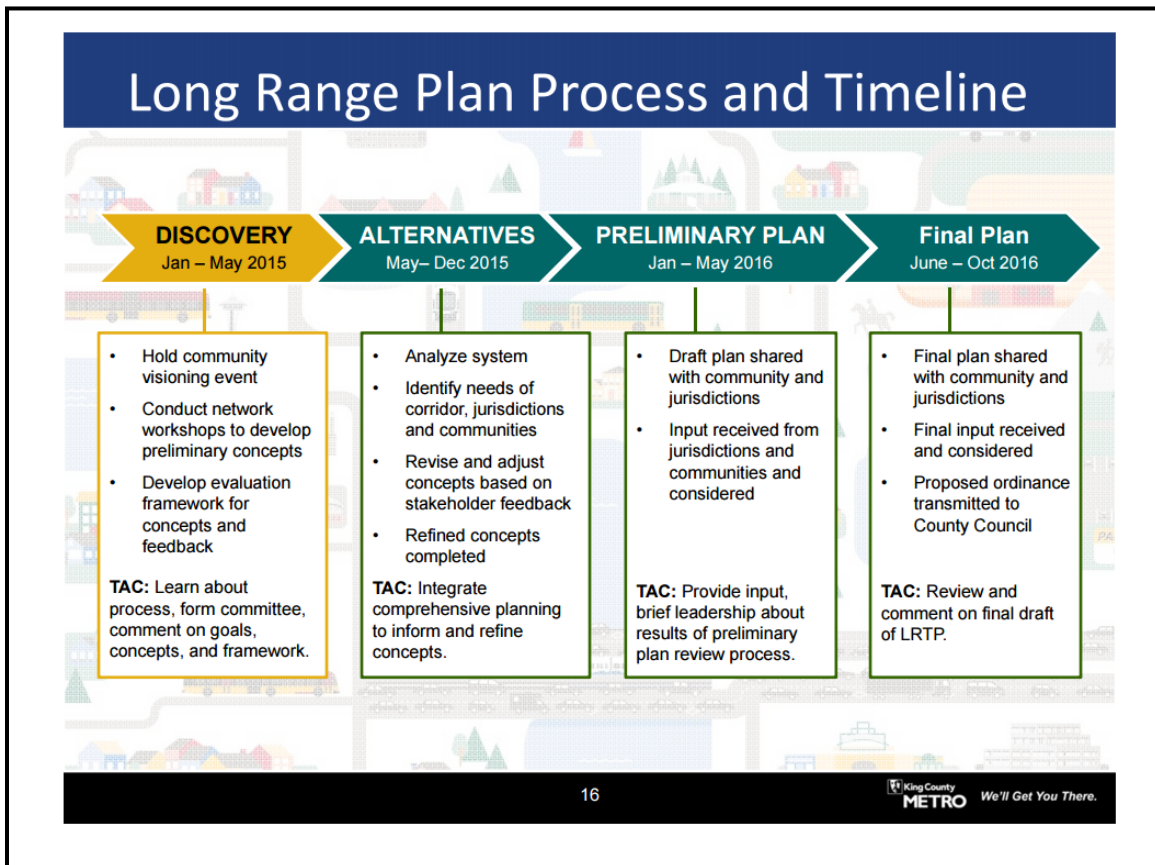 Long Range Plan Process and Timeline
DISCOVERY
Jan – May 2015
ALTERNATIVES
May– Dec 2015
PRELIMINARY PLAN
Jan – May 2016
Final Plan
June – Oct 2016
• Hold community
visioning event
• Conduct network
workshops to develop
preliminary concepts
• Develop evaluation
framework for
concepts and
feedback
TAC: Learn about
process, form committee,
comment on goals,
concepts, and framework.
• Analyze system
• Identify needs of
corridor, jurisdictions
and communities
• Revise and adjust
concepts based on
stakeholder feedback
• Refined concepts
completed
TAC: Integrate
comprehensive planning
to inform and refine
concepts.
• Draft plan shared
with community and
jurisdictions
• Input received from
jurisdictions and
communities and
considered
TAC: Provide input,
brief leadership about
results of preliminary
plan review process.
• Final plan shared
with community and
jurisdictions
• Final input received
and considered
• Proposed ordinance
transmitted to
County Council
TAC: Review and
comment on final draft
of LRTP.
16
King County
METRO
We'll Get You There.